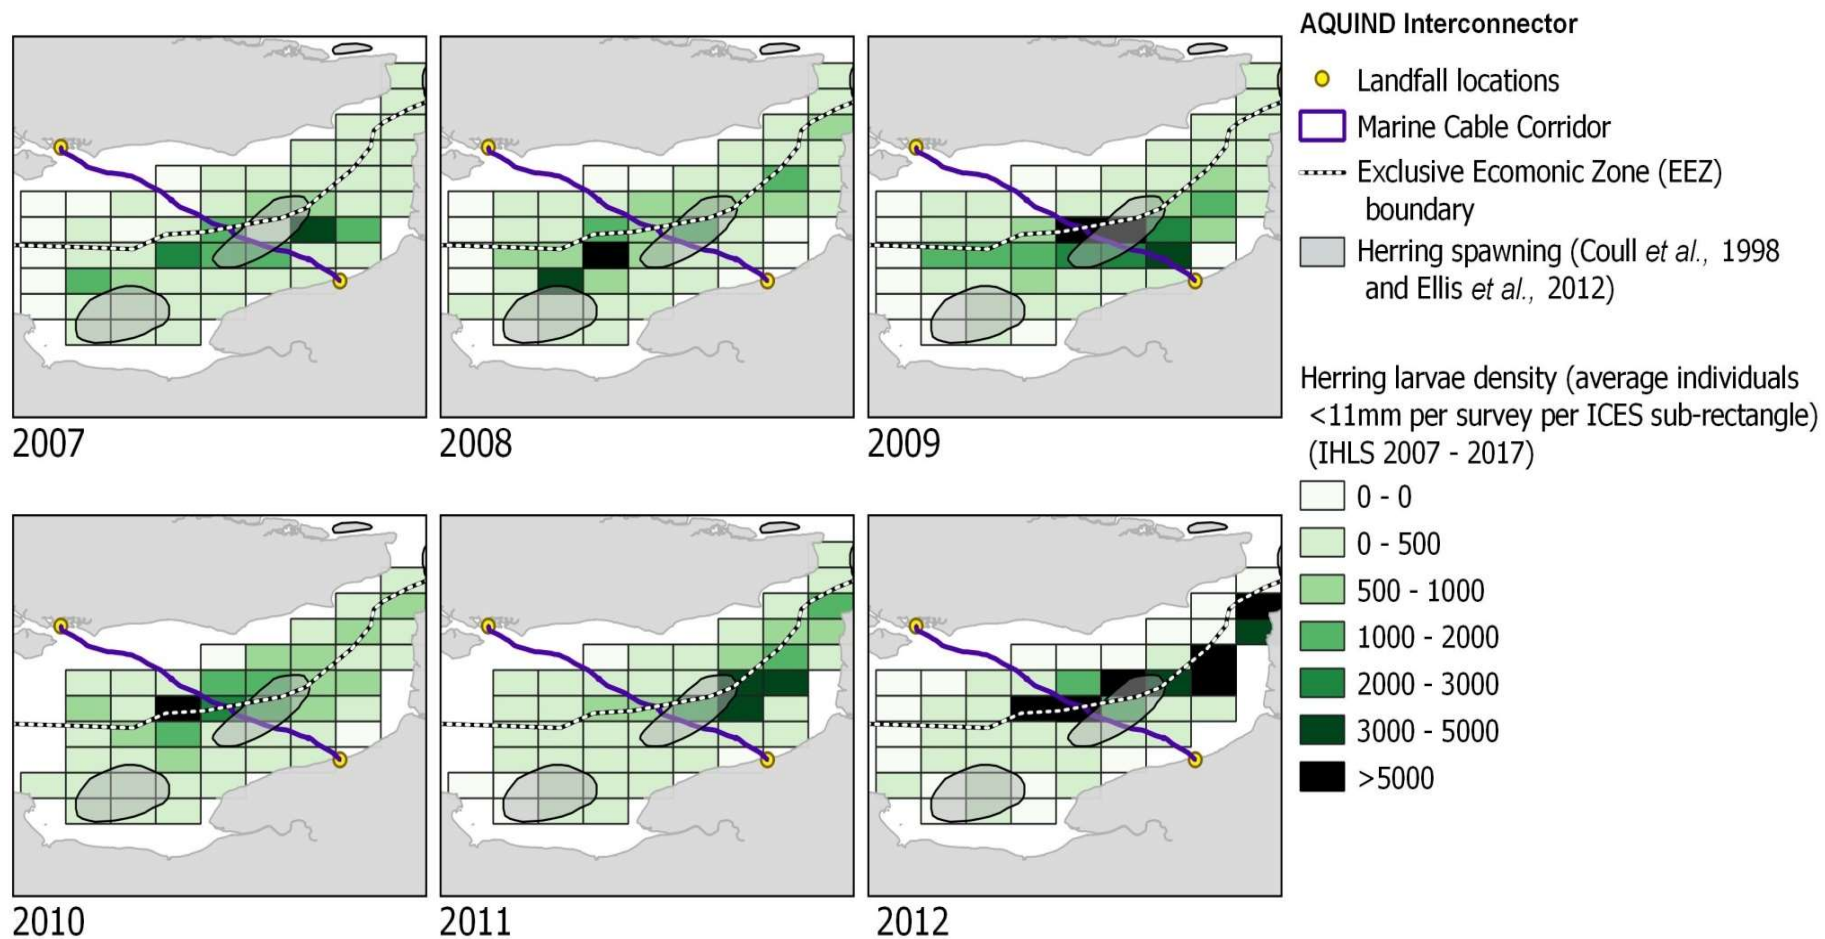 AQUIND Interconnector
Landfall locations
Marine Cable Corridor
Exclusive Ecomonic Zone (EEZ)
boundary
Herring spawning (Coull et al., 1998
and Ellis et al., 2012)
Herring larvae density (average individuals
<11mm per survey per ICES sub-rectangle)
(IHLS 2007 - 2017)
0 - 0
0 - 500
500 - 1000
1000 - 2000
2000 - 3000
3000 - 5000
>5000
2007
2008
2009
2010
2011
2012